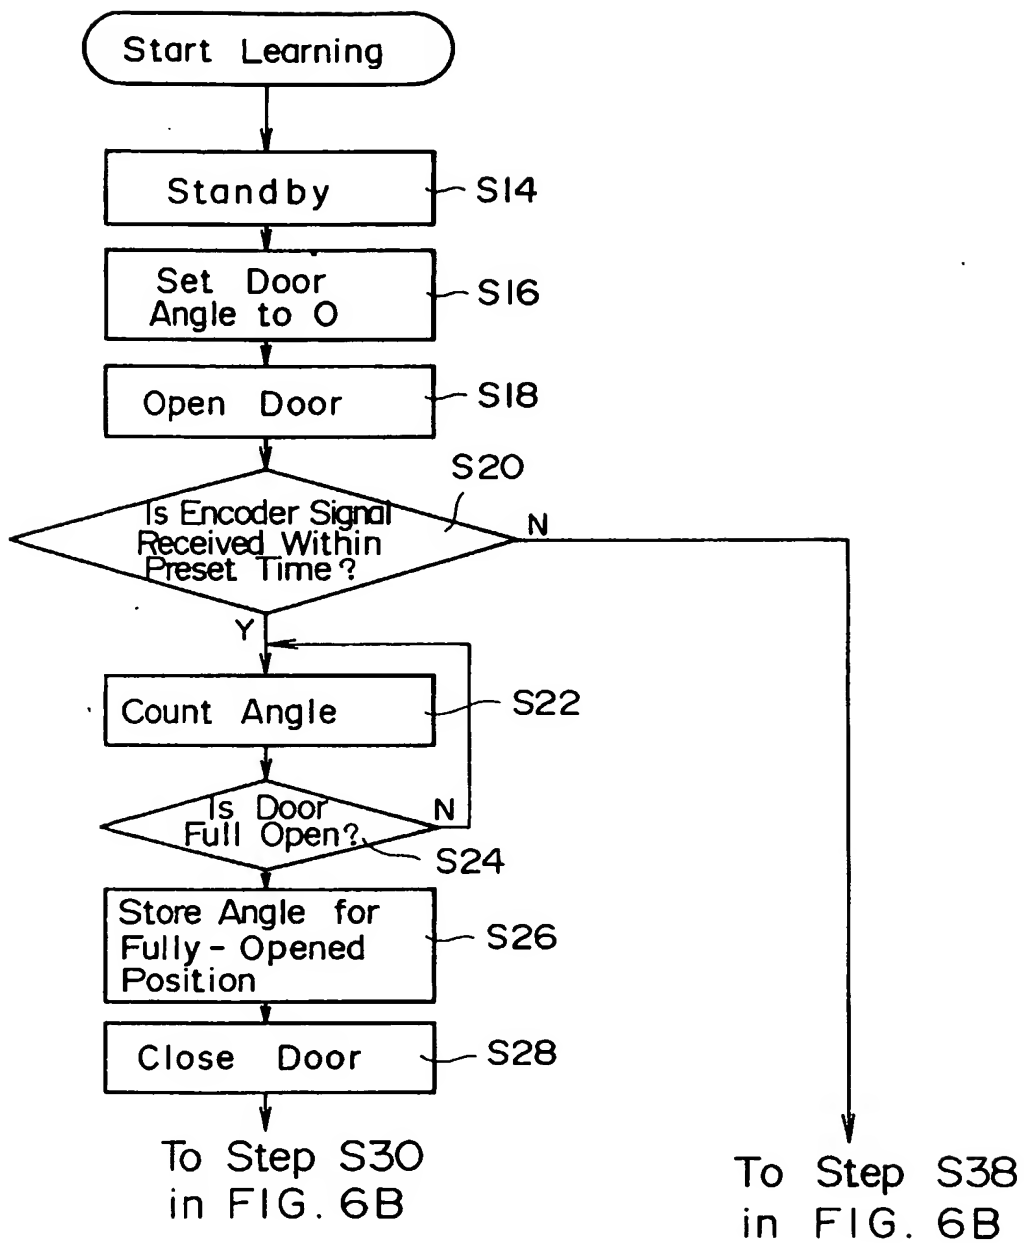 Start Learning
Standby
S14
Set Door
Angle to 0
S16
Open Door
S18
S20
Is Encoder Signal
Received Within
Preset Time?
N
Y
Count Angle
S22
Is Door
Full Open?
N
S24
Store Angle for
Fully-Opened
Position
S26
Close Door
S28
To Step S30
in FIG. 6B
To Step S38
in FIG. 6B